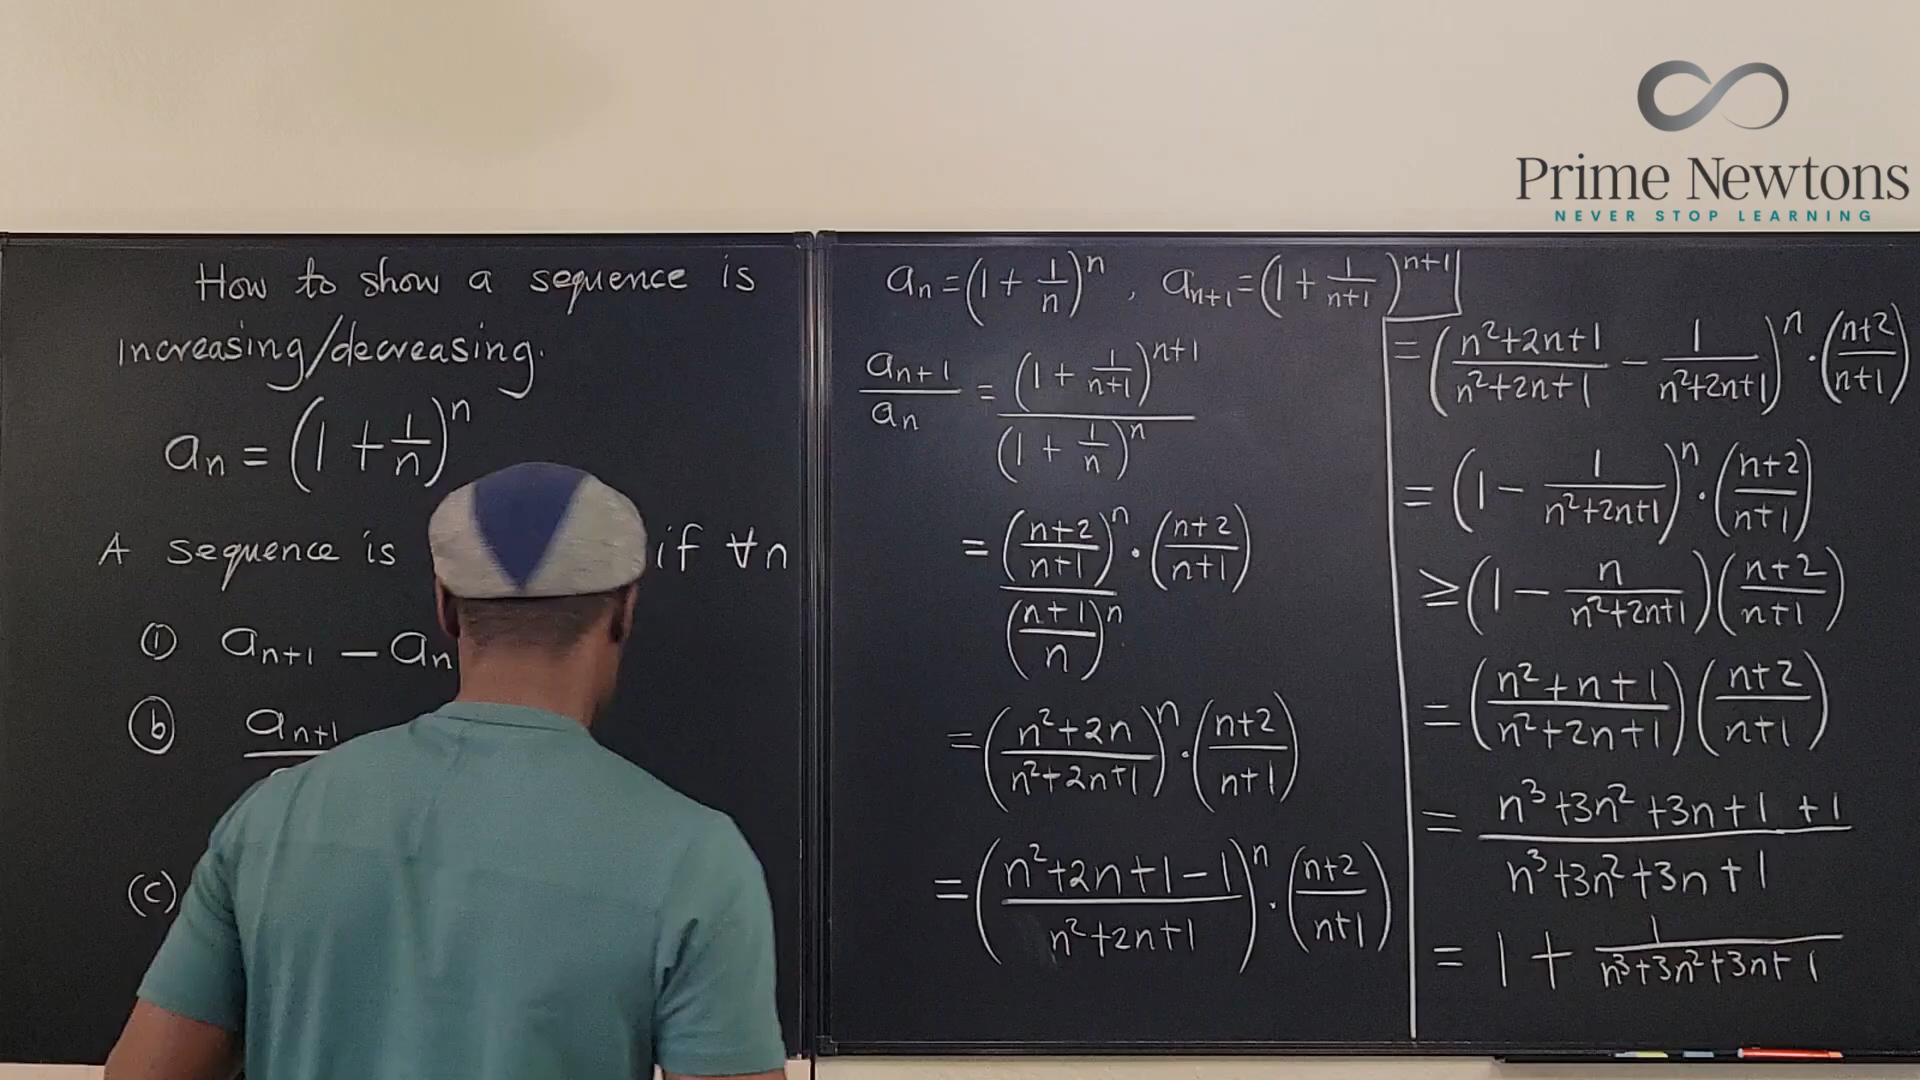 Prime Newtons
NEVER STOP LEARNING
How to show a sequence is
increasing/decreasing.
aₙ = (1 + 1/n)ⁿ
A sequence is if ∀n
① aₙ₊₁ − aₙ
ⓑ aₙ₊₁
(c)
aₙ = (1 + 1/n)ⁿ , aₙ₊₁ = (1 + 1/(n+1))ⁿ⁺¹
aₙ₊₁/aₙ = (1 + 1/(n+1))ⁿ⁺¹ / (1 + 1/n)ⁿ
= ((n+2)/(n+1))ⁿ · ((n+2)/(n+1)) / ((n+1)/n)ⁿ
= ((n²+2n)/(n²+2n+1))ⁿ · ((n+2)/(n+1))
= ((n²+2n+1−1)/(n²+2n+1))ⁿ · ((n+2)/(n+1))
= ((n²+2n+1)/(n²+2n+1) − 1/(n²+2n+1))ⁿ · ((n+2)/(n+1))
= (1 − 1/(n²+2n+1))ⁿ · ((n+2)/(n+1))
≥ (1 − n/(n²+2n+1)) ((n+2)/(n+1))
= ((n²+n+1)/(n²+2n+1)) ((n+2)/(n+1))
= (n³+3n²+3n+1 +1)/(n³+3n²+3n+1)
= 1 + 1/(n³+3n²+3n+1)